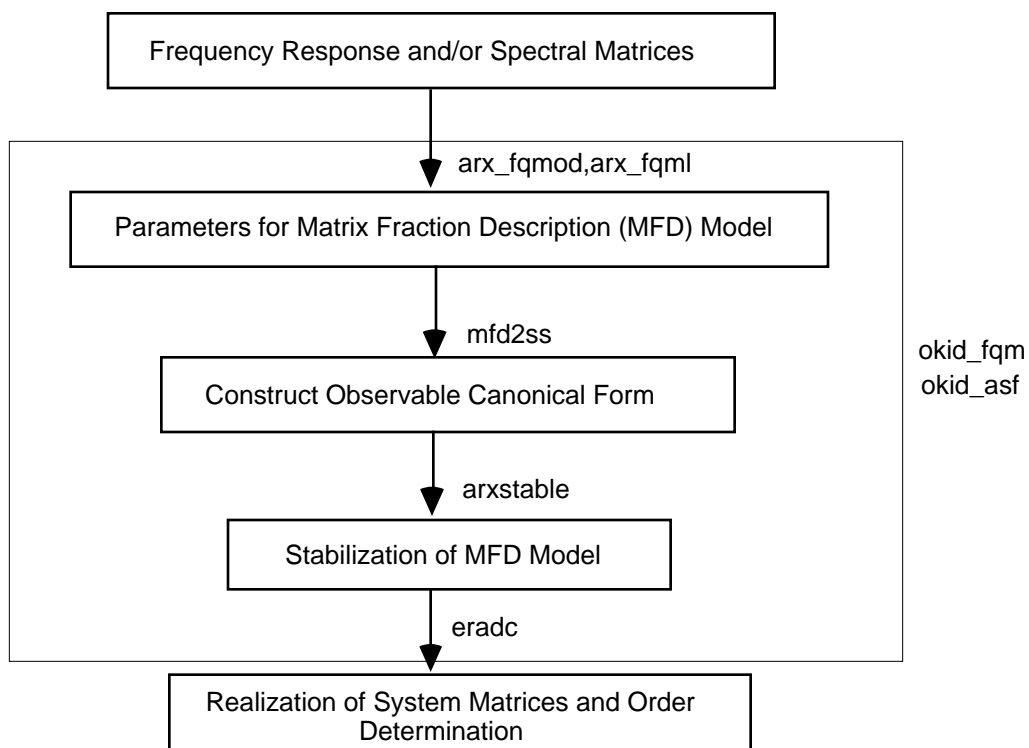 Frequency Response and/or Spectral Matrices
arx_fqmod,arx_fqml
Parameters for Matrix Fraction Description (MFD) Model
mfd2ss
okid_fqm
okid_asf
Construct Observable Canonical Form
arxstable
Stabilization of MFD Model
eradc
Realization of System Matrices and Order
Determination